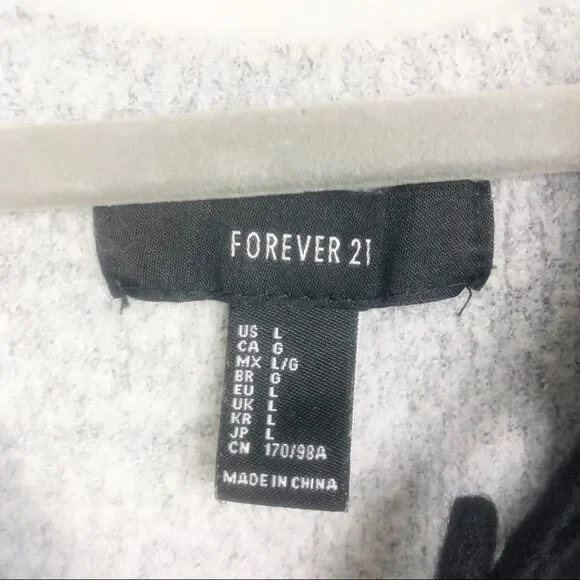 FOREVER 21
US L
CA G
MX L/G
BR G
EU L
UK L
KR L
JP L
CN 170/98A
MADE IN CHINA